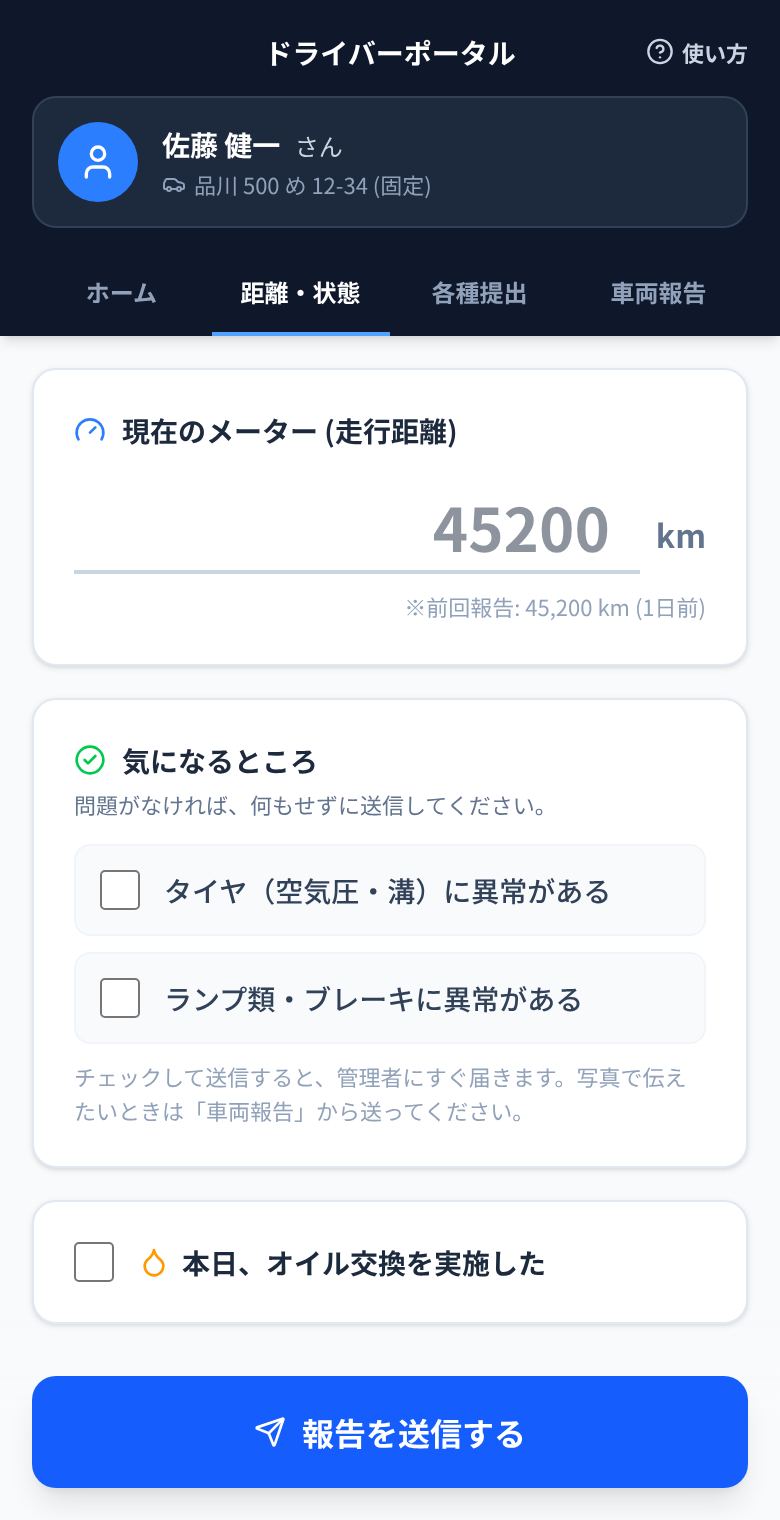 ドライバーポータル
使い方
佐藤 健一 さん
品川 500 め 12-34 (固定)
ホーム
距離・状態
各種提出
車両報告
現在のメーター (走行距離)
45200 km
※前回報告: 45,200 km (1日前)
気になるところ
問題がなければ、何もせずに送信してください。
タイヤ（空気圧・溝）に異常がある
ランプ類・ブレーキに異常がある
チェックして送信すると、管理者にすぐ届きます。写真で伝え
たいときは「車両報告」から送ってください。
本日、オイル交換を実施した
報告を送信する